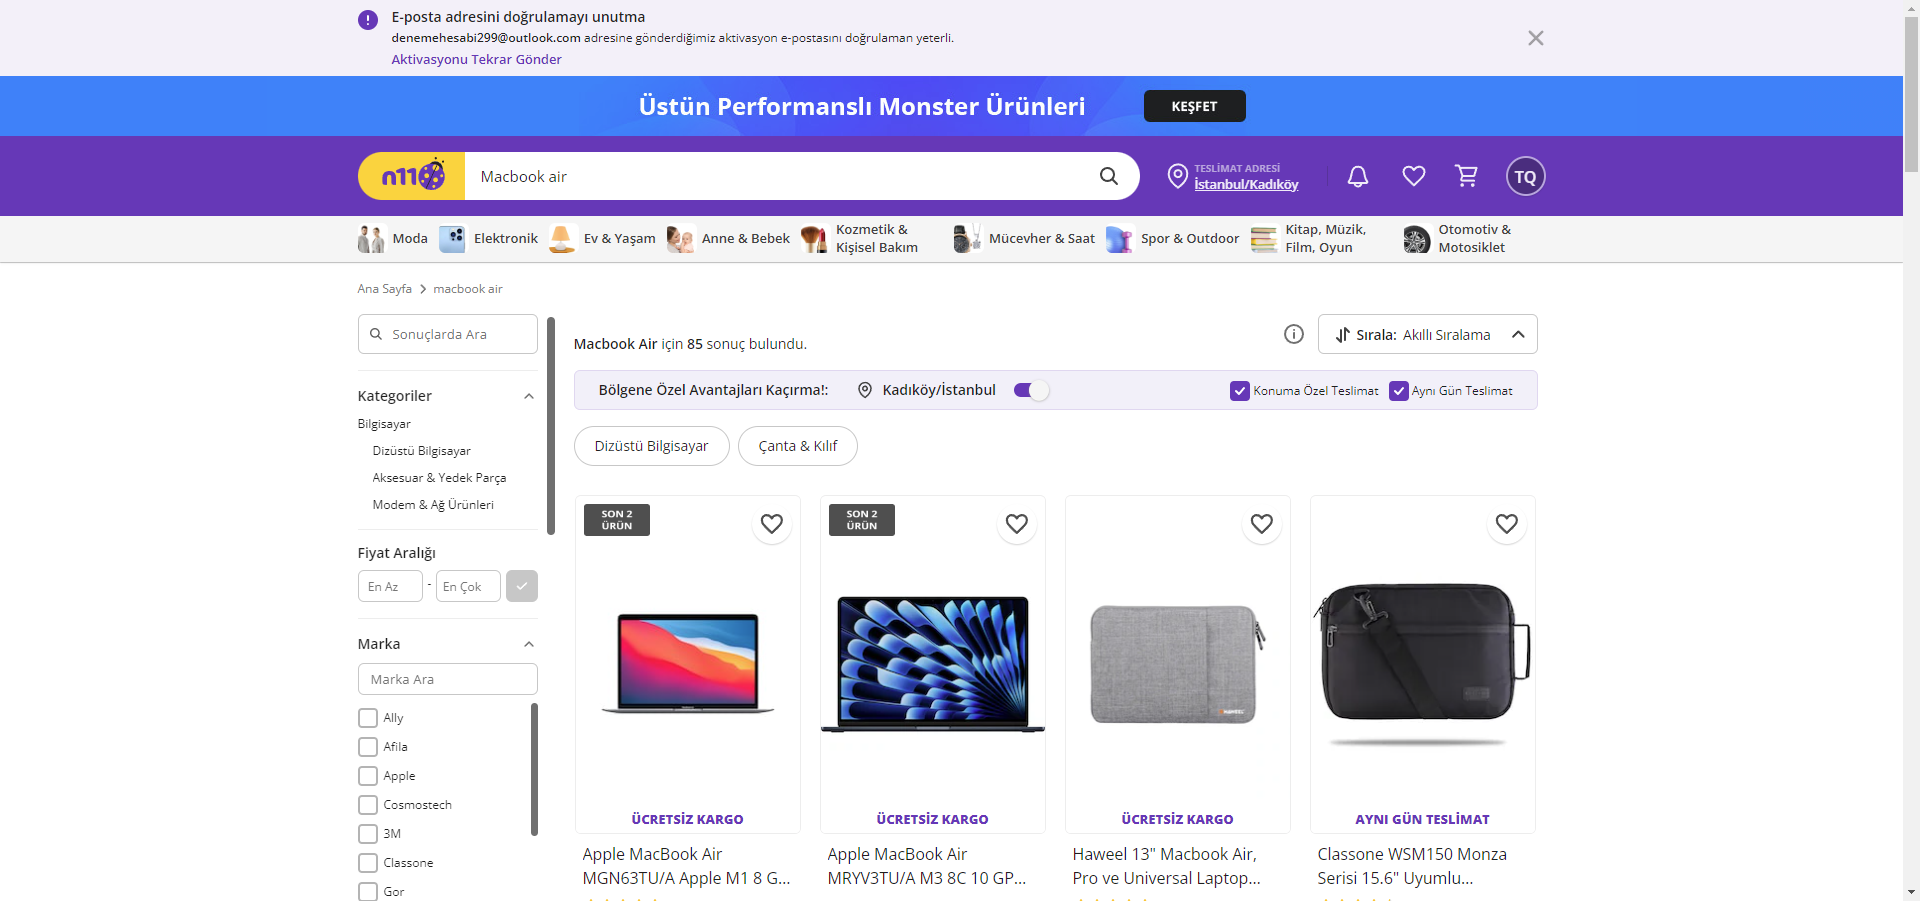 E-posta adresini doğrulamayı unutma
denemehesabi299@outlook.com adresine gönderdiğimiz aktivasyon e-postasını doğrulaman yeterli.
Aktivasyonu Tekrar Gönder
Üstün Performanslı Monster Ürünleri
KEŞFET
n11
Macbook air
TESLİMAT ADRESİ
İstanbul/Kadıköy
TQ
Moda
Elektronik
Ev & Yaşam
Anne & Bebek
Kozmetik &
Kişisel Bakım
Mücevher & Saat
Spor & Outdoor
Kitap, Müzik,
Film, Oyun
Otomotiv &
Motosiklet
Ana Sayfa > macbook air
Sonuçlarda Ara
Kategoriler
Bilgisayar
Dizüstü Bilgisayar
Aksesuar & Yedek Parça
Modem & Ağ Ürünleri
Fiyat Aralığı
En Az - En Çok
Marka
Marka Ara
Ally
Afila
Apple
Cosmostech
3M
Classone
Gor
Macbook Air için 85 sonuç bulundu.
Sırala: Akıllı Sıralama
Bölgene Özel Avantajları Kaçırma!:
Kadıköy/İstanbul
Konuma Özel Teslimat
Aynı Gün Teslimat
Dizüstü Bilgisayar
Çanta & Kılıf
SON 2
ÜRÜN
ÜCRETSİZ KARGO
Apple MacBook Air
MGN63TU/A Apple M1 8 G...
SON 2
ÜRÜN
ÜCRETSİZ KARGO
Apple MacBook Air
MRYV3TU/A M3 8C 10 GP...
HAWEEL
ÜCRETSİZ KARGO
Haweel 13" Macbook Air,
Pro ve Universal Laptop...
AYNI GÜN TESLİMAT
Classone WSM150 Monza
Serisi 15.6" Uyumlu...